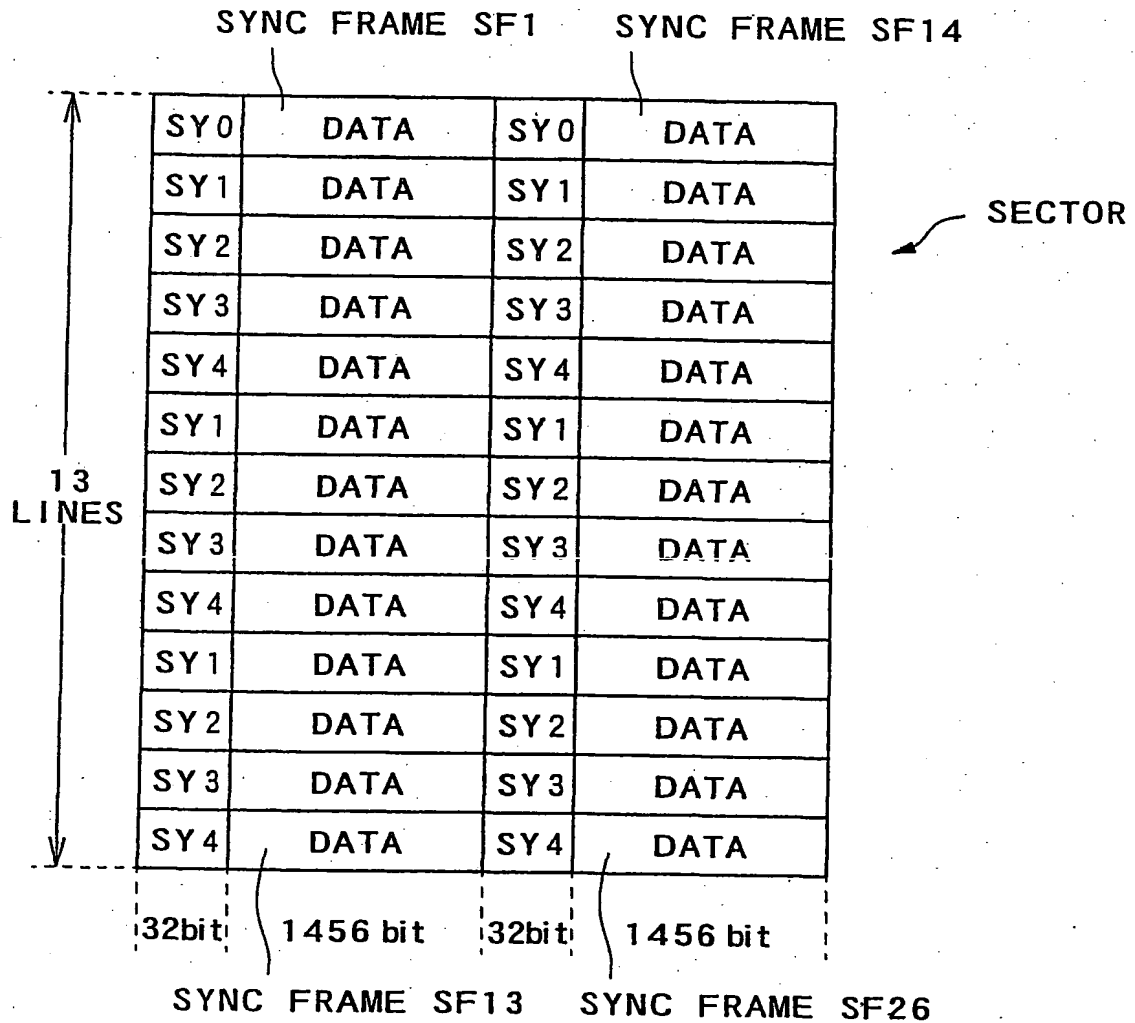 SYNC FRAME SF1 SYNC FRAME SF14
SY0 DATA SY0 DATA
SY1 DATA SY1 DATA
SECTOR
SY2 DATA SY2 DATA
SY3 DATA SY3 DATA
SY4 DATA SY4 DATA
SY1 DATA SY1 DATA
13
LINES
SY2 DATA SY2 DATA
SY3 DATA SY3 DATA
SY4 DATA SY4 DATA
SY1 DATA SY1 DATA
SY2 DATA SY2 DATA
SY3 DATA SY3 DATA
SY4 DATA SY4 DATA
32bit 1456 bit 32bit 1456 bit
SYNC FRAME SF13 SYNC FRAME SF26